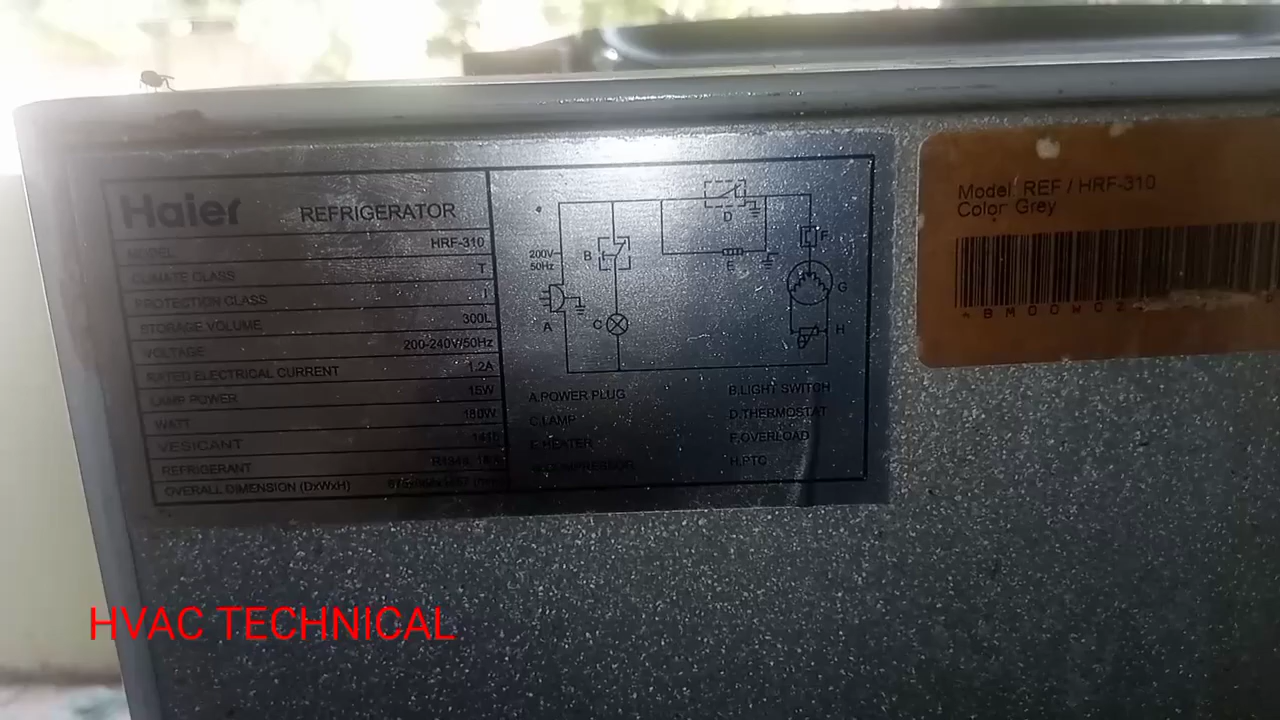 Haier REFRIGERATOR
MODEL HRF-310
CLIMATE CLASS T
PROTECTION CLASS I
STORAGE VOLUME 300L
VOLTAGE 200-240V/50Hz
RATED ELECTRICAL CURRENT 1.2A
LAMP POWER 15W
WATT 180W
VESICANT
REFRIGERANT
OVERALL DIMENSION (DxWxH)
200V
50Hz
A
B
C
D
E
F
G
H
A.POWER PLUG B.LIGHT SWITCH
C.LAMP D.THERMOSTAT
E.HEATER F.OVERLOAD
H.PTC
Model: REF / HRF-310
Color: Grey
HVAC TECHNICAL